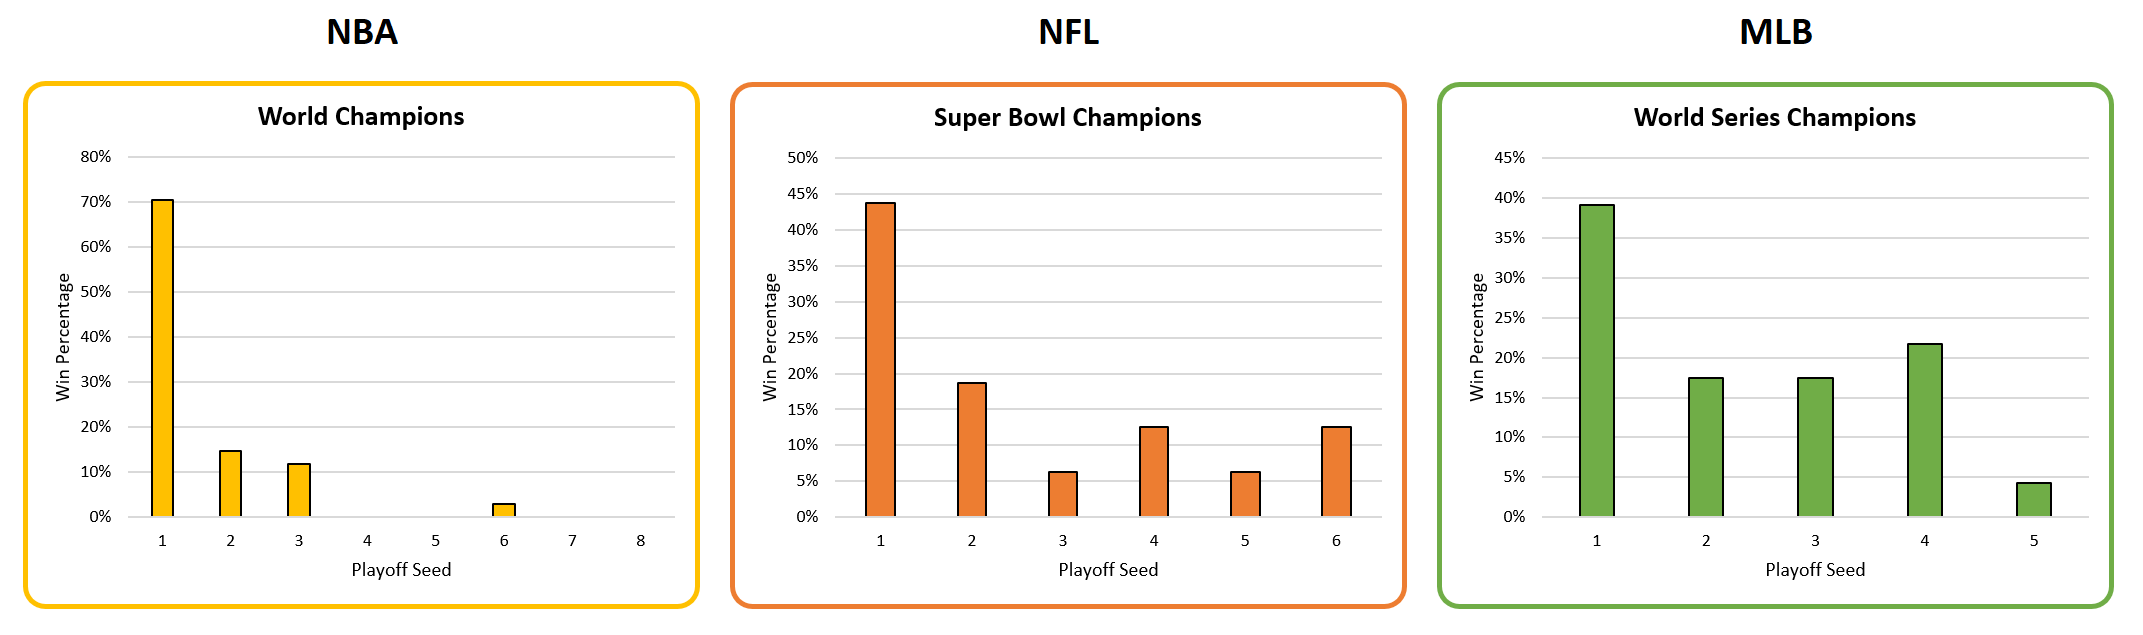 NBA
World Champions
80%
70%
60%
50%
40%
30%
20%
10%
0%
Win Percentage
1 2 3 4 5 6 7 8
Playoff Seed
NFL
Super Bowl Champions
50%
45%
40%
35%
30%
25%
20%
15%
10%
5%
0%
Win Percentage
1 2 3 4 5 6
Playoff Seed
MLB
World Series Champions
45%
40%
35%
30%
25%
20%
15%
10%
5%
0%
Win Percentage
1 2 3 4 5
Playoff Seed